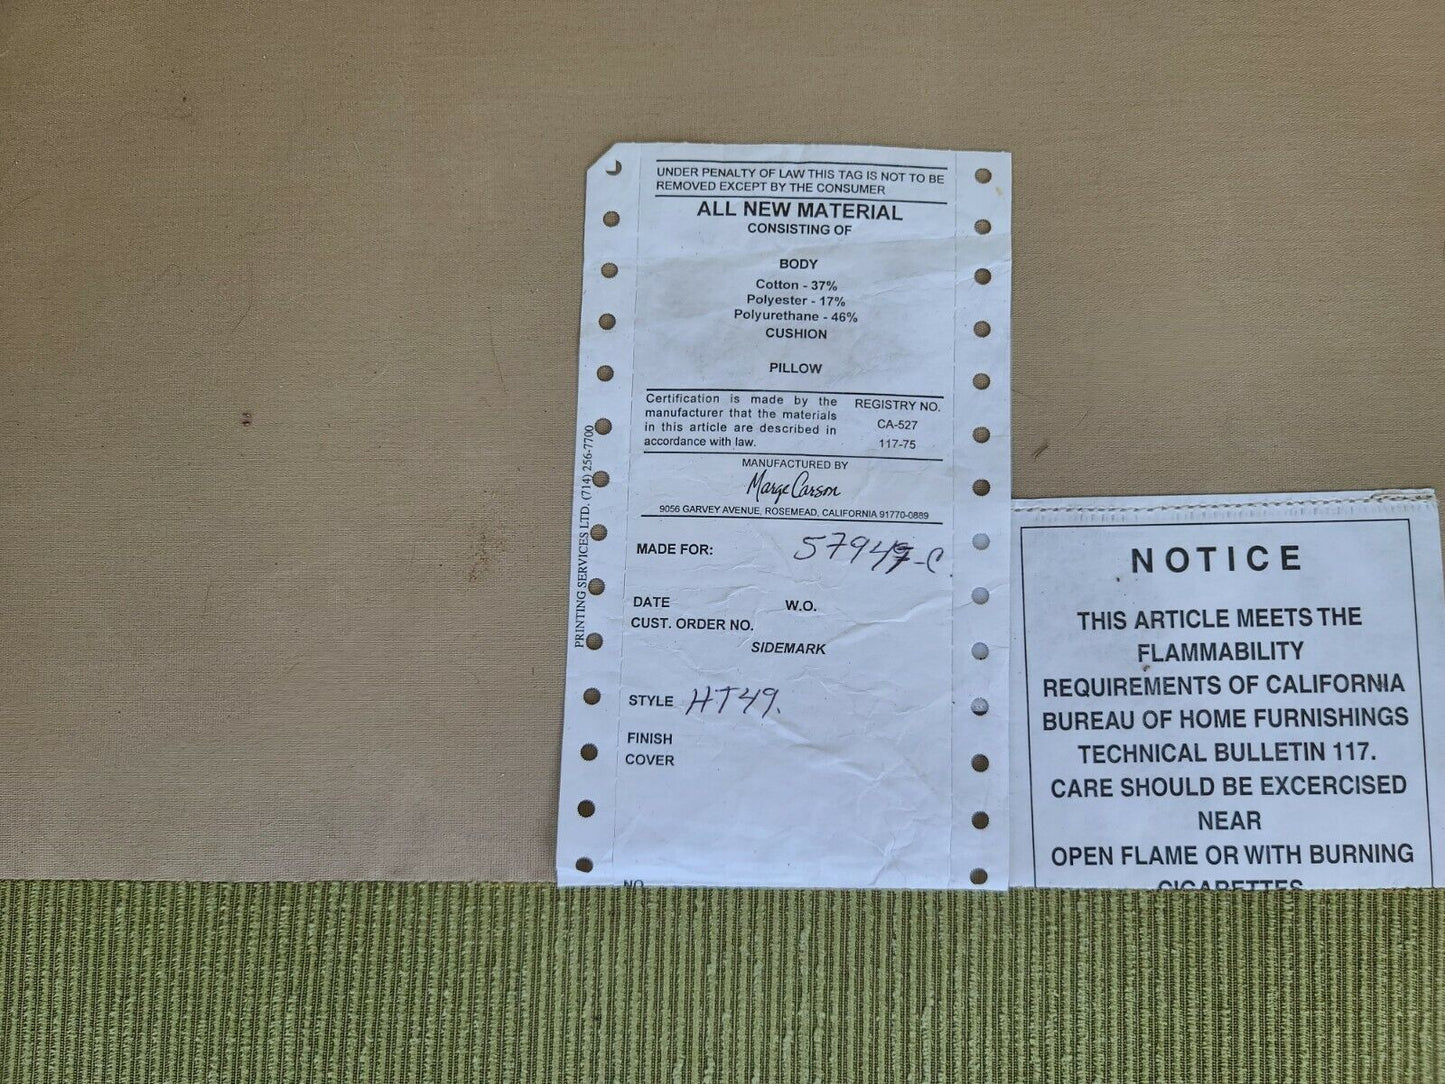 UNDER PENALTY OF LAW THIS TAG IS NOT TO BE
REMOVED EXCEPT BY THE CONSUMER
ALL NEW MATERIAL
CONSISTING OF
BODY
Cotton - 37%
Polyester - 17%
Polyurethane - 46%
CUSHION
PILLOW
Certification is made by the
manufacturer that the materials
in this article are described in
accordance with law.
REGISTRY NO.
CA-527
117-75
MANUFACTURED BY
Marge Carson
9056 GARVEY AVENUE, ROSEMEAD, CALIFORNIA 91770-0889
MADE FOR:
DATE W.O.
CUST. ORDER NO.
SIDEMARK
STYLE HT49.
FINISH
COVER
NO.
PRINTING SERVICES LTD. (714) 256-7700
NOTICE
THIS ARTICLE MEETS THE
FLAMMABILITY
REQUIREMENTS OF CALIFORNIA
BUREAU OF HOME FURNISHINGS
TECHNICAL BULLETIN 117.
CARE SHOULD BE EXCERCISED
NEAR
OPEN FLAME OR WITH BURNING
CIGARETTES